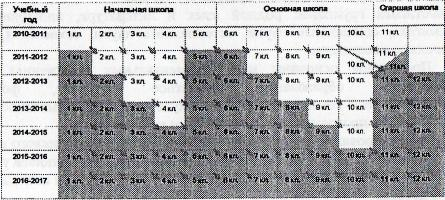 Учебный год Начальная школа Основная школа Старшая школа
2010-2011 1 кл. 2 кл. 3 кл. 4 кл. 5 кл. 6 кл. 7 кл. 8 кл. 9 кл. 10 кл. 11 кл.
2011-2012 1 кл. 2 кл. 3 кл. 4 кл. 5 кл. 6 кл. 7 кл. 8 кл. 9 кл. 10 кл. 11 кл. 11 кл.
2012-2013 1 кл. 2 кл. 3 кл. 4 кл. 5 кл. 6 кл. 7 кл. 8 кл. 9 кл. 10 кл. 11 кл. 12 кл.
2013-2014 1 кл. 2 кл. 3 кл. 4 кл. 5 кл. 6 кл. 7 кл. 8 кл. 9 кл. 10 кл. 11 кл. 12 кл.
2014-2015 1 кл. 2 кл. 3 кл. 4 кл. 5 кл. 6 кл. 7 кл. 8 кл. 9 кл. 10 кл. 11 кл. 12 кл.
2015-2016 1 кл. 2 кл. 3 кл. 4 кл. 5 кл. 6 кл. 7 кл. 8 кл. 9 кл. 10 кл. 11 кл. 12 кл.
2016-2017 1 кл. 2 кл. 3 кл. 4 кл. 5 кл. 6 кл. 7 кл. 8 кл. 9 кл. 10 кл. 11 кл. 12 кл.